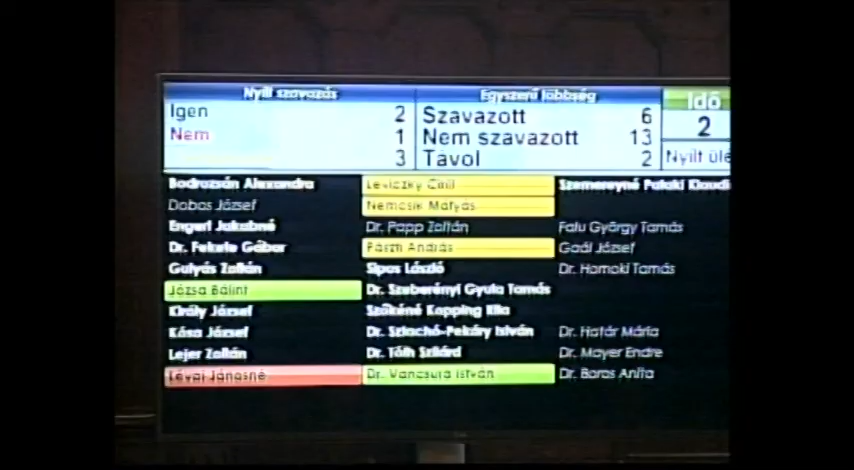 Nyílt szavazás
Egyszerű többség
Idő
Igen 2
Nem 1
3
Szavazott 6
Nem szavazott 13
Távol 2
2
Nyílt ülé
Bodrozsán Alexandra
Dobos József
Engert Jakabné
Dr. Fekete Gábor
Gulyás Zoltán
Józsa Bálint
Király József
Kósa József
Lejer Zoltán
Lévai Jánosné
Leviczky Cirill
Nemcsik Mátyás
Dr. Papp Zoltán
Pászti András
Sipos László
Dr. Szeberényi Gyula Tamás
Szőkéné Kopping Rita
Dr. Szlachó-Pekáry István
Dr. Tóth Szilárd
Dr. Vancsura István
Szemereyné Pataki Klaudi
Falu György Tamás
Gaál József
Dr. Homoki Tamás
Dr. Határ Mária
Dr. Mayer Endre
Dr. Boros Anita